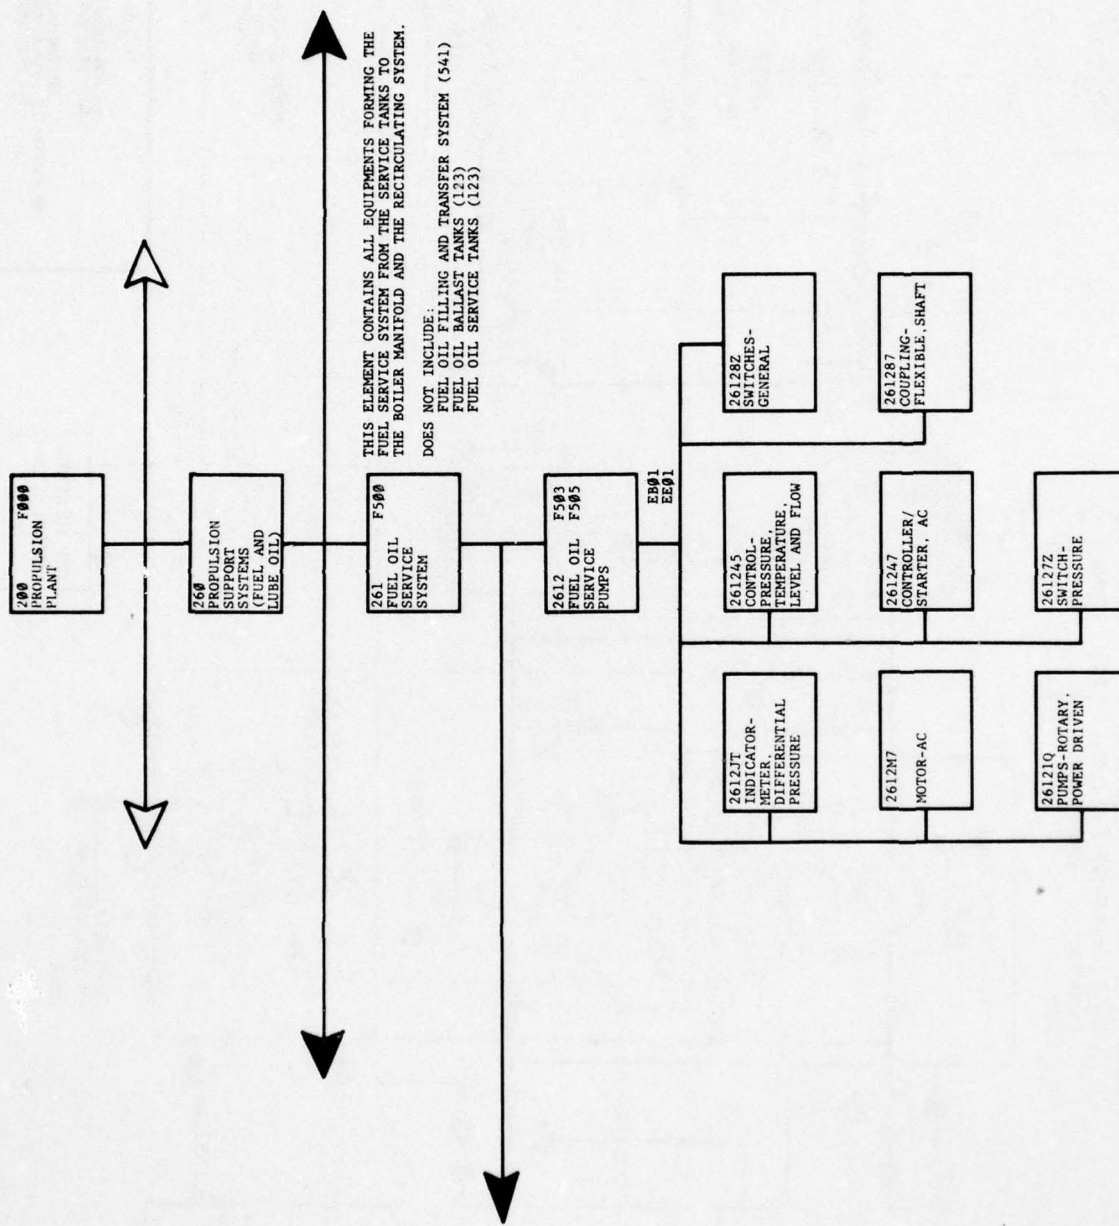 200 F000
PROPULSION
PLANT
260
PROPULSION
SUPPORT
SYSTEMS
(FUEL AND
LUBE OIL)
261 F500
FUEL OIL
SERVICE
SYSTEM
THIS ELEMENT CONTAINS ALL EQUIPMENTS FORMING THE
FUEL SERVICE SYSTEM FROM THE SERVICE TANKS TO
THE BOILER MANIFOLD AND THE RECIRCULATING SYSTEM.
DOES NOT INCLUDE:
FUEL OIL FILLING AND TRANSFER SYSTEM (541)
FUEL OIL BALLAST TANKS (123)
FUEL OIL SERVICE TANKS (123)
2612 F503
FUEL OIL F505
SERVICE
PUMPS
EB01
EE01
2612JT
INDICATOR-
METER,
DIFFERENTIAL
PRESSURE
261245
CONTROL-
PRESSURE,
TEMPERATURE,
LEVEL AND FLOW
26128Z
SWITCHES-
GENERAL
2612M7
MOTOR-AC
261247
CONTROLLER/
STARTER, AC
261287
COUPLING-
FLEXIBLE, SHAFT
26121Q
PUMPS-ROTARY,
POWER DRIVEN
26127Z
SWITCH-
PRESSURE